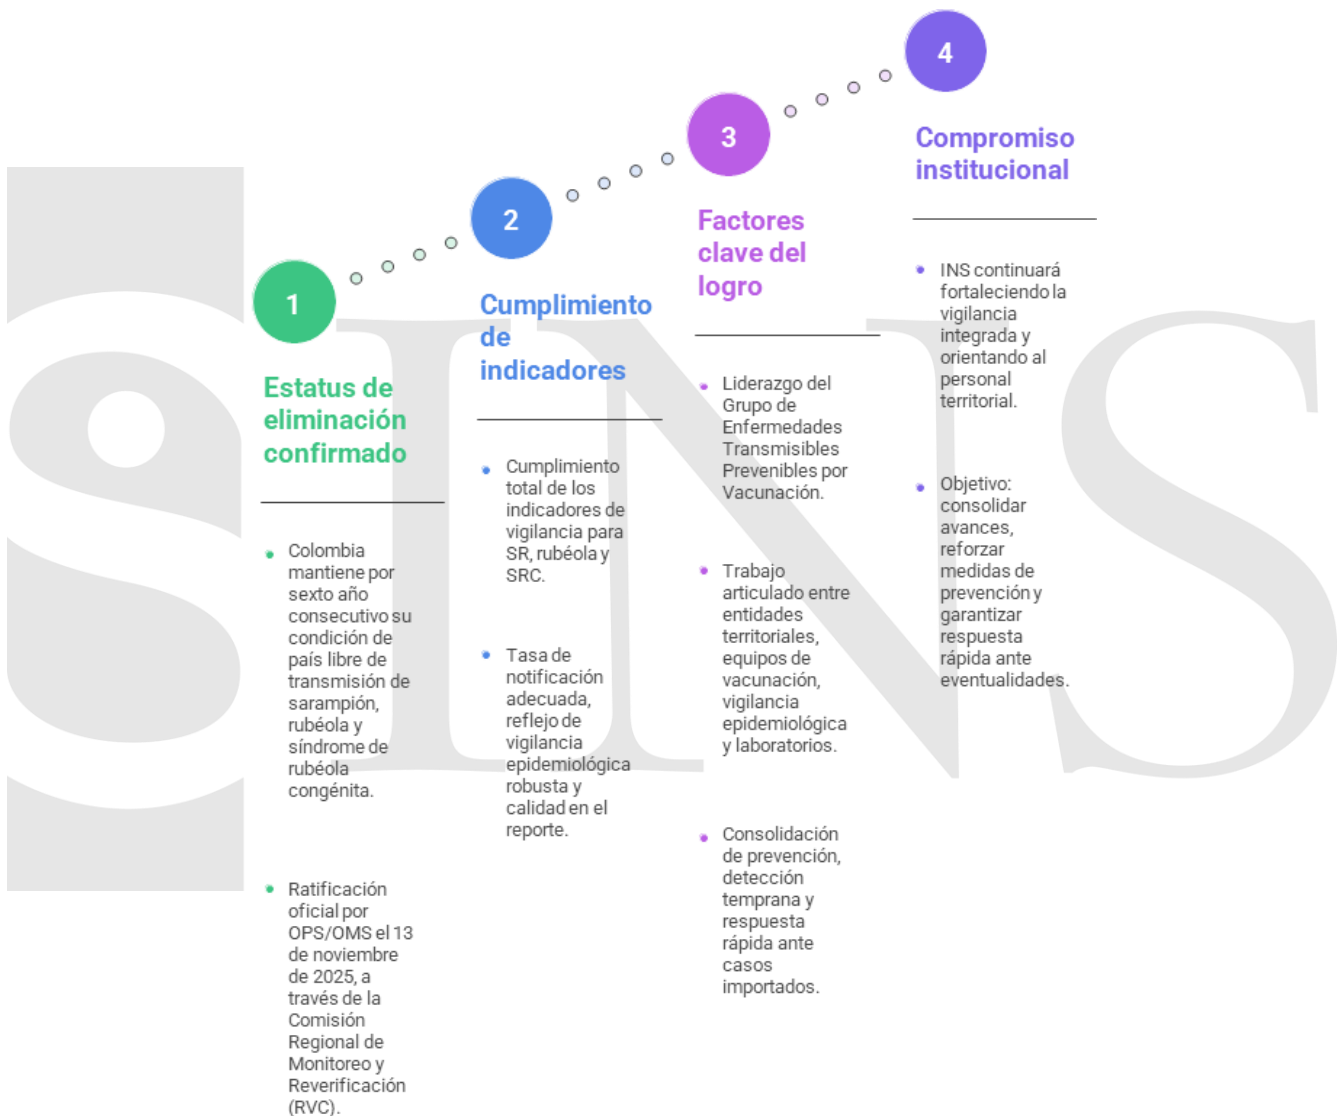 1
Estatus de
eliminación
confirmado
Colombia
mantiene por
sexto año
consecutivo su
condición de
país libre de
transmisión de
sarampión,
rubéola y
síndrome de
rubéola
congénita.
Ratificación
oficial por
OPS/OMS el 13
de noviembre
de 2025, a
través de la
Comisión
Regional de
Monitoreo y
Reverificación
(RVC).
2
Cumplimiento
de
indicadores
Cumplimiento
total de los
indicadores de
vigilancia para
SR, rubéola y
SRC.
Tasa de
notificación
adecuada,
reflejo de
vigilancia
epidemiológica
robusta y
calidad en el
reporte.
3
Factores
clave del
logro
Liderazgo del
Grupo de
Enfermedades
Transmisibles
Prevenibles por
Vacunación.
Trabajo
articulado entre
entidades
territoriales,
equipos de
vacunación,
vigilancia
epidemiológica
y laboratorios.
Consolidación
de prevención,
detección
temprana y
respuesta
rápida ante
casos
importados.
4
Compromiso
institucional
INS continuará
fortaleciendo la
vigilancia
integrada y
orientando al
personal
territorial.
Objetivo:
consolidar
avances,
reforzar
medidas de
prevención y
garantizar
respuesta
rápida ante
eventualidades.
INS